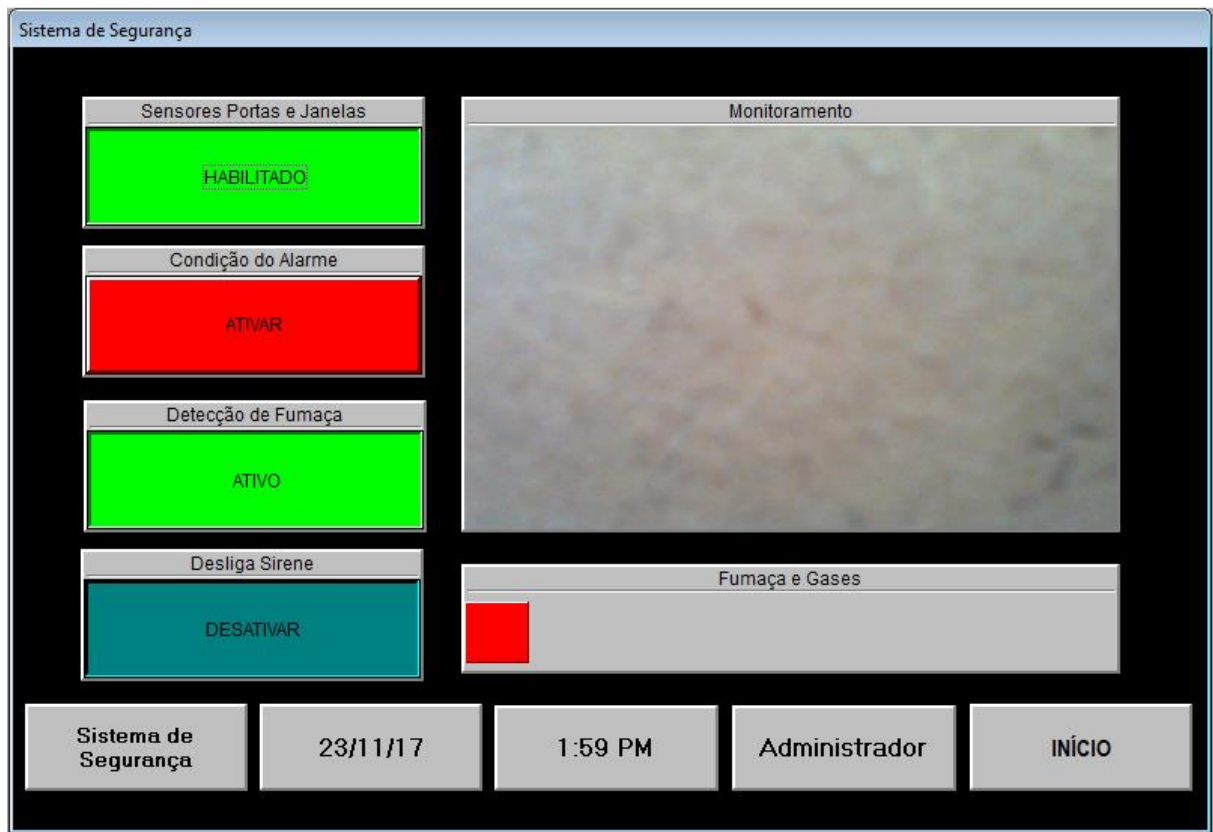 Sistema de Segurança
Sensores Portas e Janelas
HABILITADO
Condição do Alarme
ATIVAR
Detecção de Fumaça
ATIVO
Desliga Sirene
DESATIVAR
Monitoramento
Fumaça e Gases
Sistema de
Segurança
23/11/17
1:59 PM
Administrador
INÍCIO